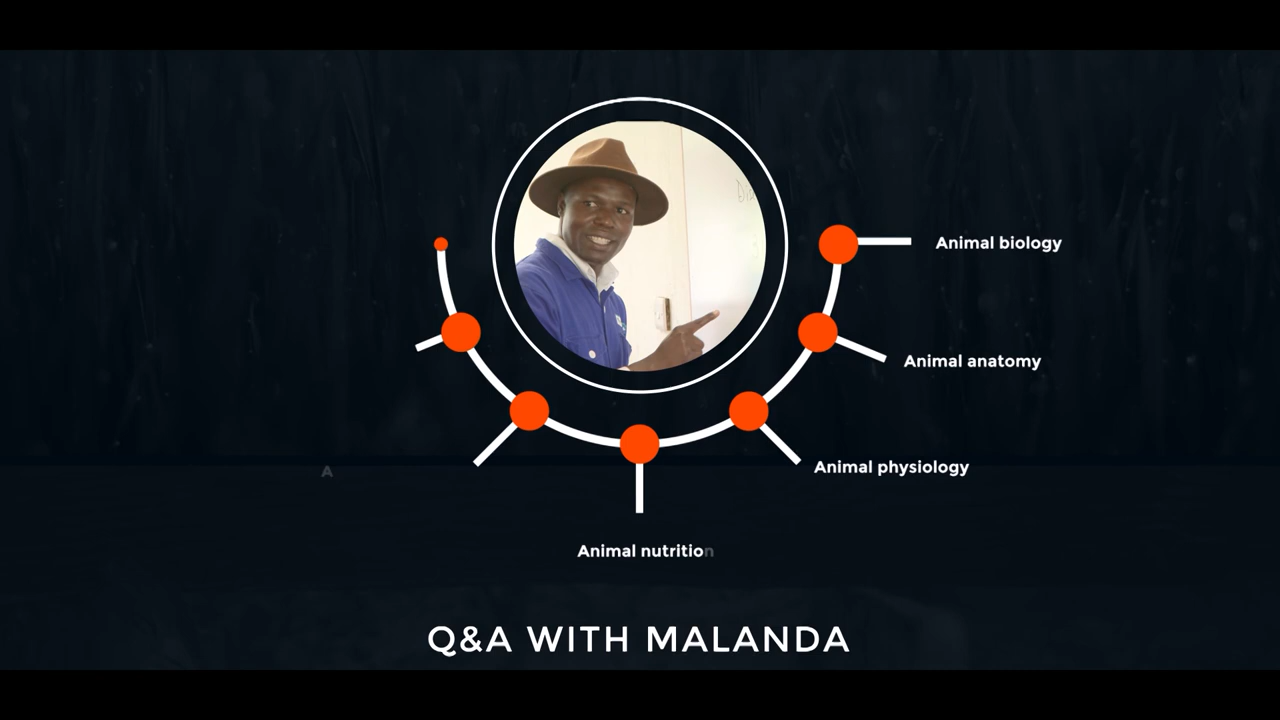 Animal biology
Animal anatomy
Animal physiology
A
Animal nutrition
Q&A WITH MALANDA